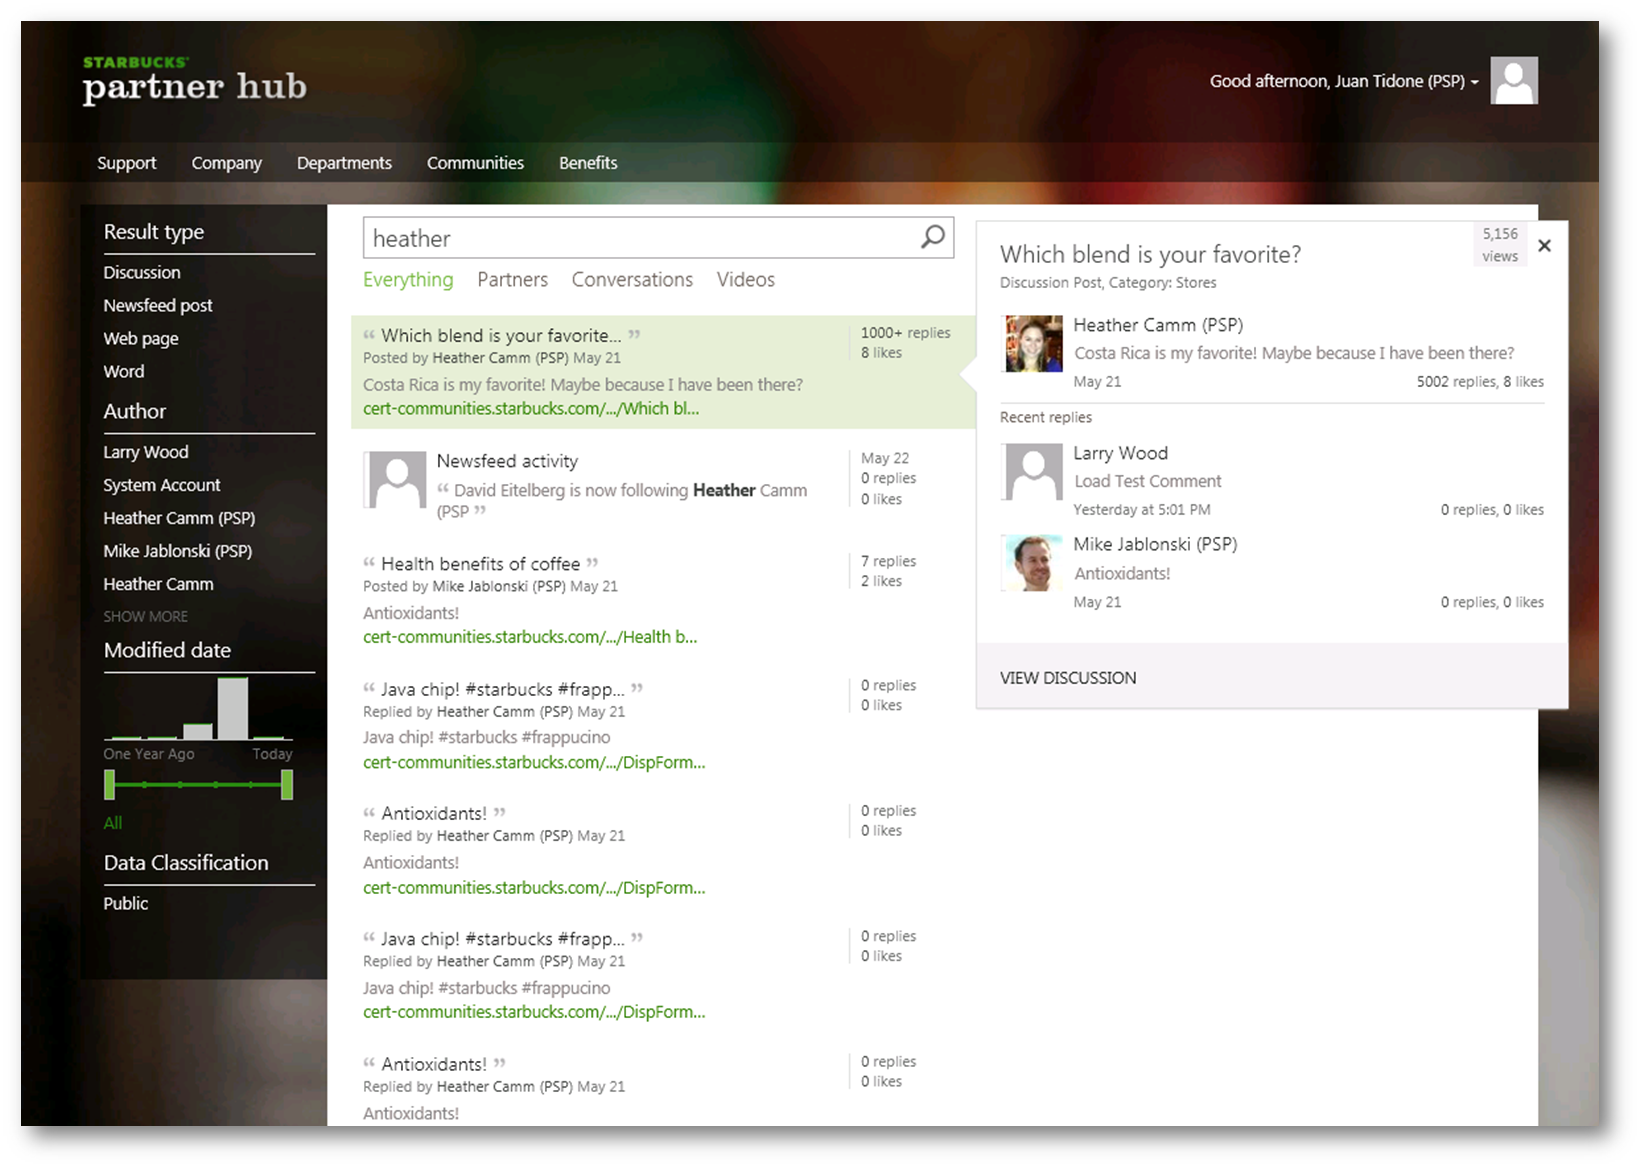 STARBUCKS®
partner hub
Good afternoon, Juan Tidone (PSP)
Support Company Departments Communities Benefits
Result type
Discussion
Newsfeed post
Web page
Word
Author
Larry Wood
System Account
Heather Camm (PSP)
Mike Jablonski (PSP)
Heather Camm
SHOW MORE
Modified date
One Year Ago Today
All
Data Classification
Public
heather
Everything Partners Conversations Videos
“ Which blend is your favorite... ”
Posted by Heather Camm (PSP) May 21
Costa Rica is my favorite! Maybe because I have been there?
cert-communities.starbucks.com/.../Which bl...
1000+ replies
8 likes
Newsfeed activity
“ David Eitelberg is now following Heather Camm
(PSP ”
May 22
0 replies
0 likes
“ Health benefits of coffee ”
Posted by Mike Jablonski (PSP) May 21
Antioxidants!
cert-communities.starbucks.com/.../Health b...
7 replies
2 likes
“ Java chip! #starbucks #frapp... ”
Replied by Heather Camm (PSP) May 21
Java chip! #starbucks #frappucino
cert-communities.starbucks.com/.../DispForm...
0 replies
0 likes
“ Antioxidants! ”
Replied by Heather Camm (PSP) May 21
Antioxidants!
cert-communities.starbucks.com/.../DispForm...
0 replies
0 likes
“ Java chip! #starbucks #frapp... ”
Replied by Heather Camm (PSP) May 21
Java chip! #starbucks #frappucino
cert-communities.starbucks.com/.../DispForm...
0 replies
0 likes
“ Antioxidants! ”
Replied by Heather Camm (PSP) May 21
Antioxidants!
0 replies
0 likes
Which blend is your favorite?
Discussion Post, Category: Stores
5,156
views
Heather Camm (PSP)
Costa Rica is my favorite! Maybe because I have been there?
May 21 5002 replies, 8 likes
Recent replies
Larry Wood
Load Test Comment
Yesterday at 5:01 PM 0 replies, 0 likes
Mike Jablonski (PSP)
Antioxidants!
May 21 0 replies, 0 likes
VIEW DISCUSSION